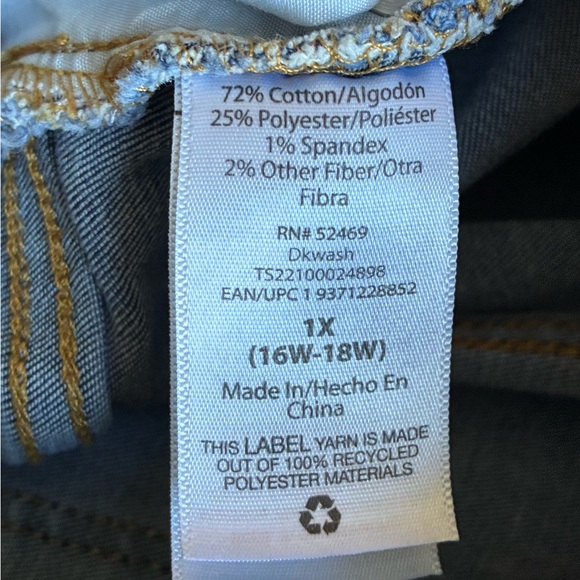 72% Cotton/Algodón
25% Polyester/Poliéster
1% Spandex
2% Other Fiber/Otra
Fibra
RN# 52469
Dkwash
TS22100024898
EAN/UPC 1 9371228852
1X
(16W-18W)
Made In/Hecho En
China
THIS LABEL YARN IS MADE
OUT OF 100% RECYCLED
POLYESTER MATERIALS